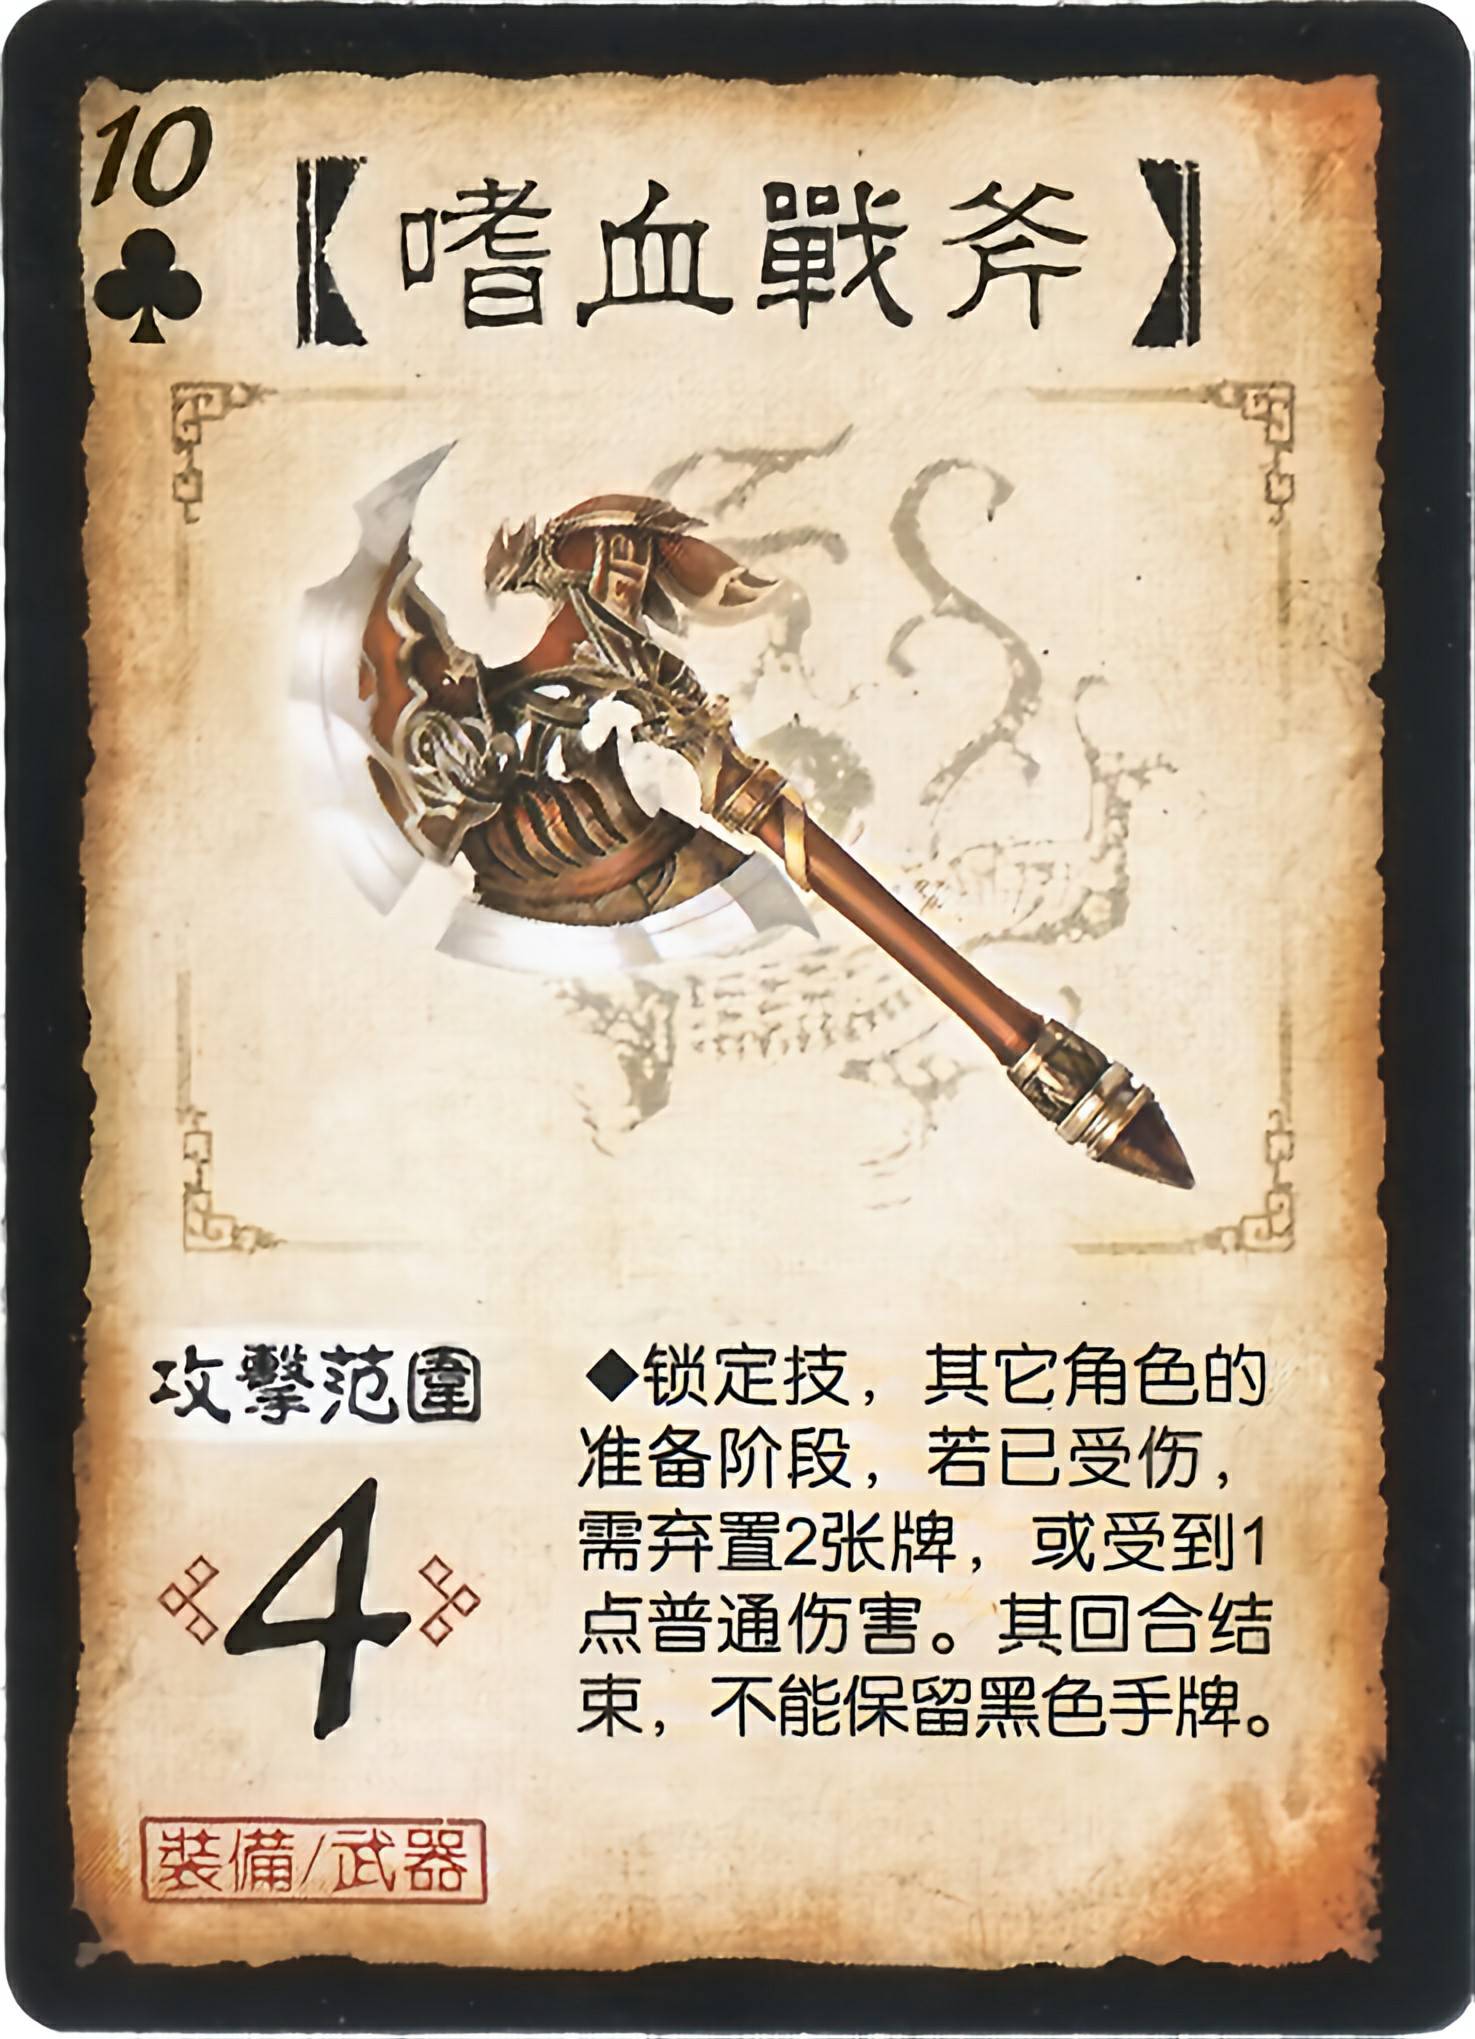 10
【嗜血戰斧】
攻擊范圍
4
◆锁定技，其它角色的
准备阶段，若已受伤，
需弃置2张牌，或受到1
点普通伤害。其回合结
束，不能保留黑色手牌。
裝備/武器